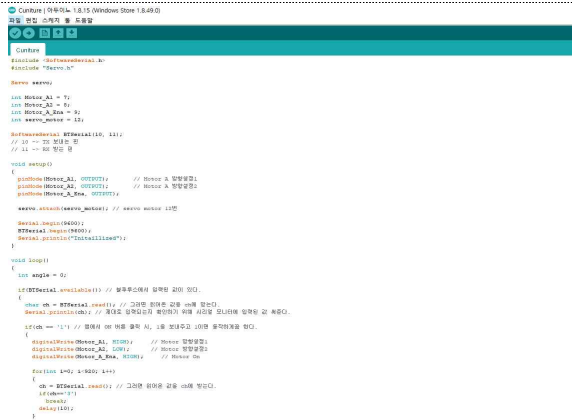 Cuniture | 아두이노 1.8.15 (Windows Store 1.8.49.0)
파일 편집 스케치 툴 도움말
Cuniture
#include <SoftwareSerial.h>
#include "Servo.h"
Servo servo;
int Motor_A1 = 7;
int Motor_A2 = 8;
int Motor_A_Ena = 9;
int servo_motor = 12;
SoftwareSerial BTSerial(10, 11);
// 10 -> TX 보내는 핀
// 11 -> RX 받는 핀
void setup()
{
pinMode(Motor_A1, OUTPUT); // Motor A 방향설정1
pinMode(Motor_A2, OUTPUT); // Motor A 방향설정2
pinMode(Motor_A_Ena, OUTPUT);
servo.attach(servo_motor); // servo motor 12번
Serial.begin(9600);
BTSerial.begin(9600);
Serial.println("Initaillized");
}
void loop()
{
int angle = 0;
if(BTSerial.available()) // 블루투스에서 입력된 값이 있다.
{
char ch = BTSerial.read(); // 그러면 읽어온 값을 ch에 받는다.
Serial.println(ch); // 제대로 입력되는지 확인하기 위해 시리얼 모니터에 입력된 값 써준다.
if(ch == '1') // 앱에서 ON 버튼 클릭 시, 1을 보내주고 1이면 동작하게끔 한다.
{
digitalWrite(Motor_A1, HIGH); // Motor 방향설정1
digitalWrite(Motor_A2, LOW); // Motor 방향설정2
digitalWrite(Motor_A_Ena, HIGH); // Motor On
for(int i=0; i<820; i++)
{
ch = BTSerial.read(); // 그러면 읽어온 값을 ch에 받는다.
break;
delay(10);
}